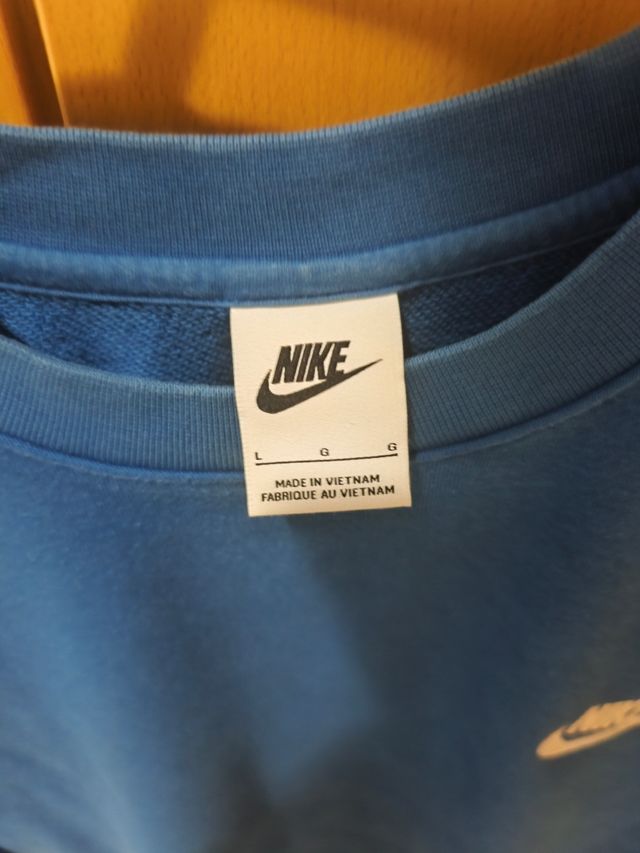 NIKE
L G G
MADE IN VIETNAM
FABRIQUE AU VIETNAM